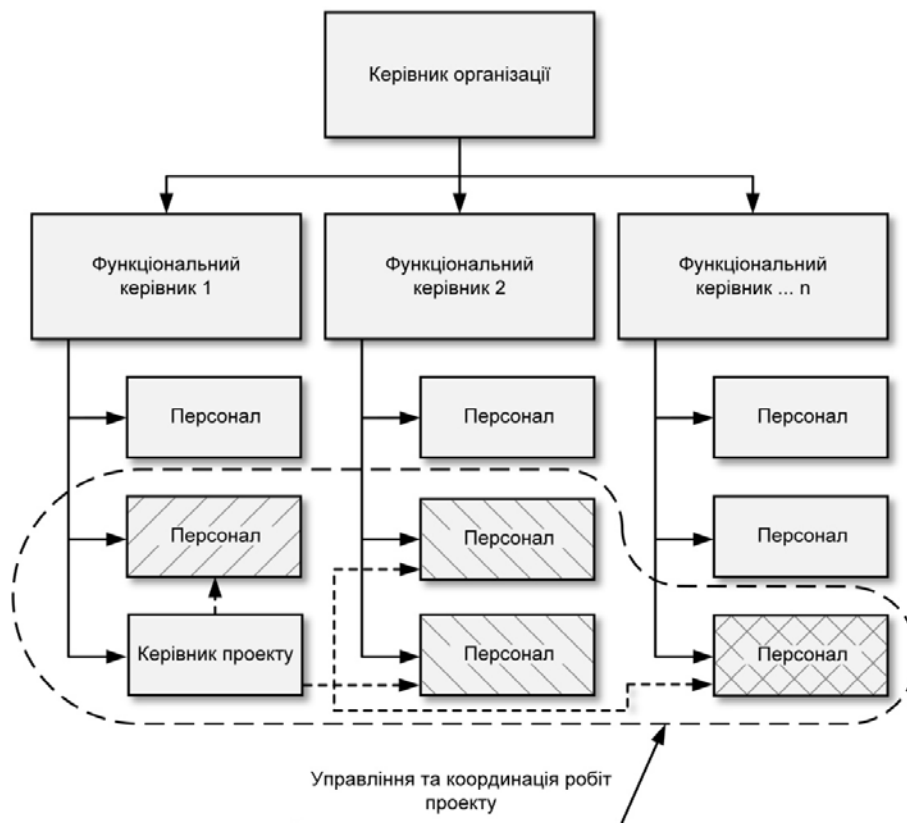 Керівник організації
Функціональний
керівник 1
Функціональний
керівник 2
Функціональний
керівник ... n
Персонал
Персонал
Персонал
Персонал
Персонал
Персонал
Керівник проекту
Персонал
Персонал
Управління та координація робіт
проекту